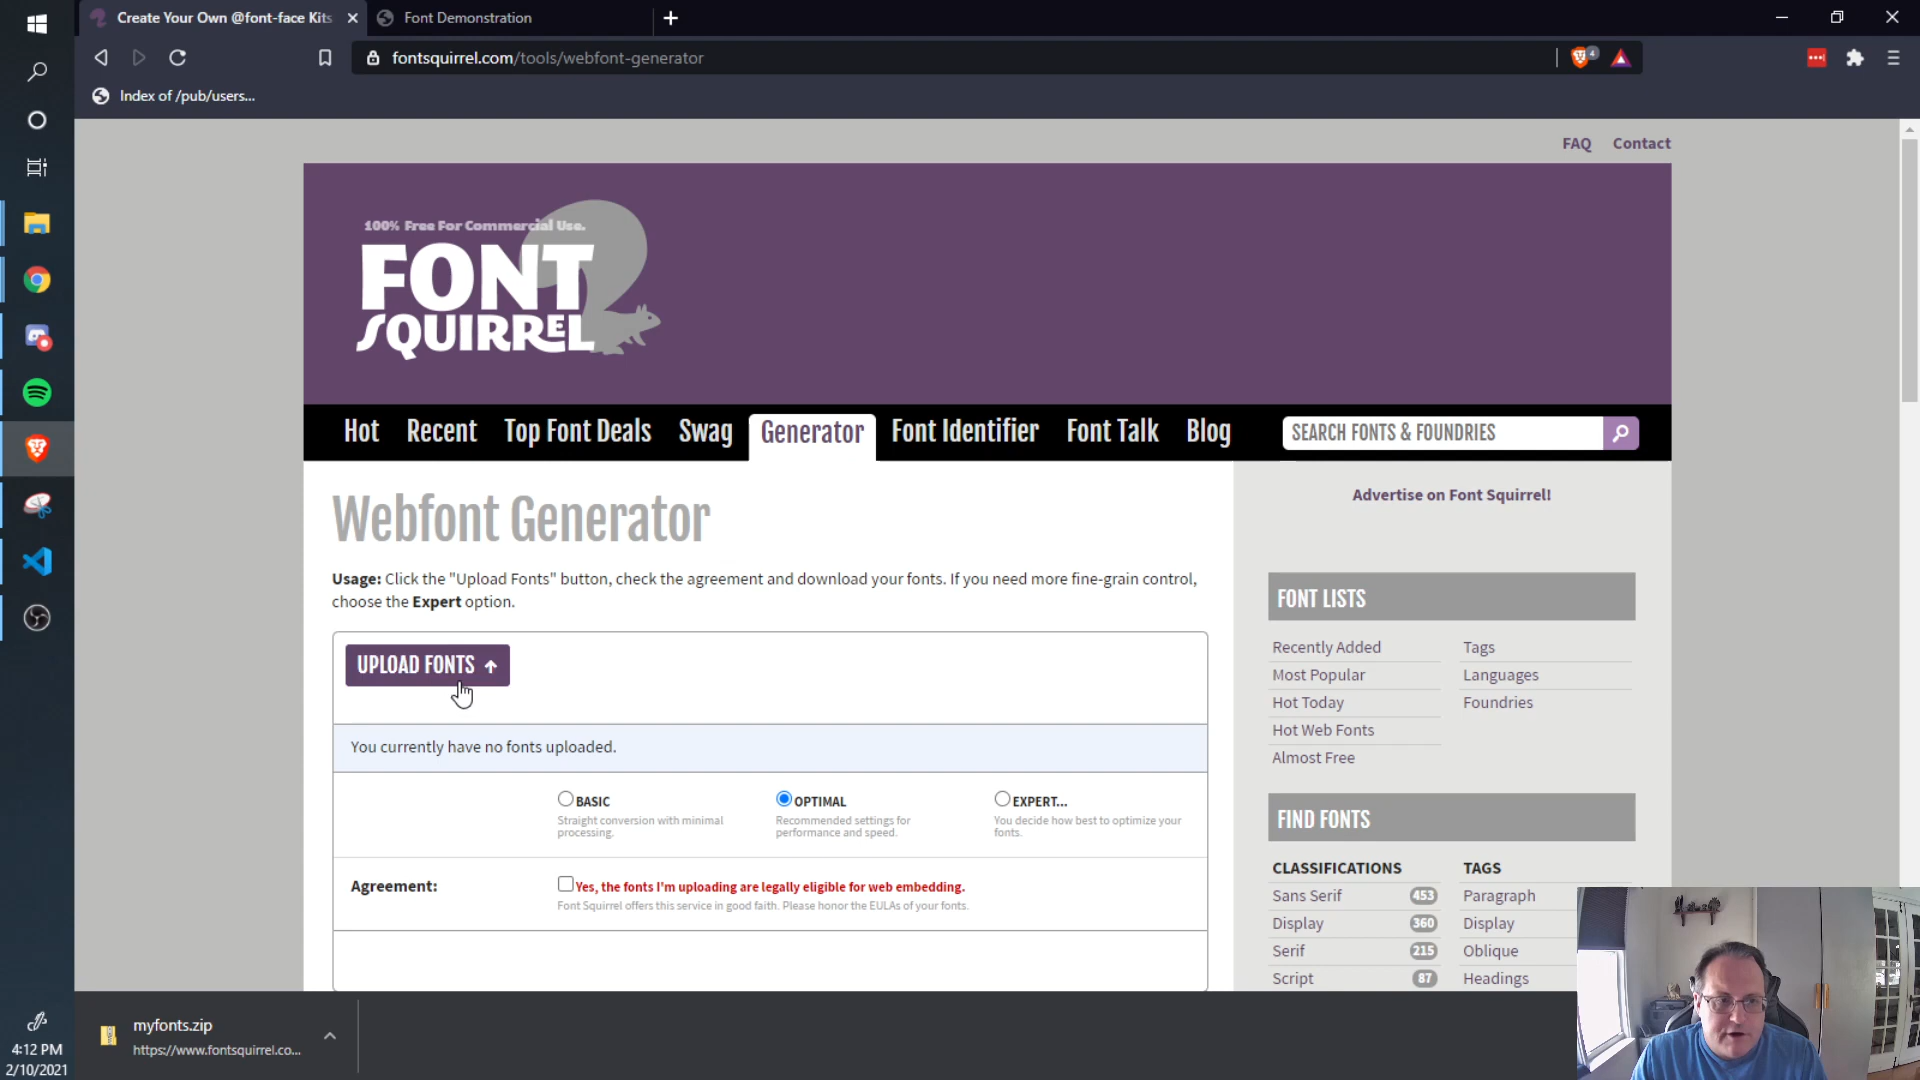 Create Your Own @font-face Kits
Font Demonstration
fontsquirrel.com/tools/webfont-generator
4
Index of /pub/users...
FAQ Contact
100% Free For Commercial Use.
FONT
SQUIRREL
Hot Recent Top Font Deals Swag Generator Font Identifier Font Talk Blog
SEARCH FONTS & FOUNDRIES
Webfont Generator
Advertise on Font Squirrel!
Usage: Click the "Upload Fonts" button, check the agreement and download your fonts. If you need more fine-grain control,
choose the Expert option.
FONT LISTS
UPLOAD FONTS
Recently Added Tags
Most Popular Languages
Hot Today Foundries
Hot Web Fonts
Almost Free
You currently have no fonts uploaded.
BASIC
Straight conversion with minimal
processing.
OPTIMAL
Recommended settings for
performance and speed.
EXPERT...
You decide how best to optimize your
fonts.
FIND FONTS
Agreement:
Yes, the fonts I'm uploading are legally eligible for web embedding.
Font Squirrel offers this service in good faith. Please honor the EULAs of your fonts.
CLASSIFICATIONS TAGS
Sans Serif 453 Paragraph
Display 360 Display
Serif 215 Oblique
Script 87 Headings
myfonts.zip
https://www.fontsquirrel.co...
4:12 PM
2/10/2021